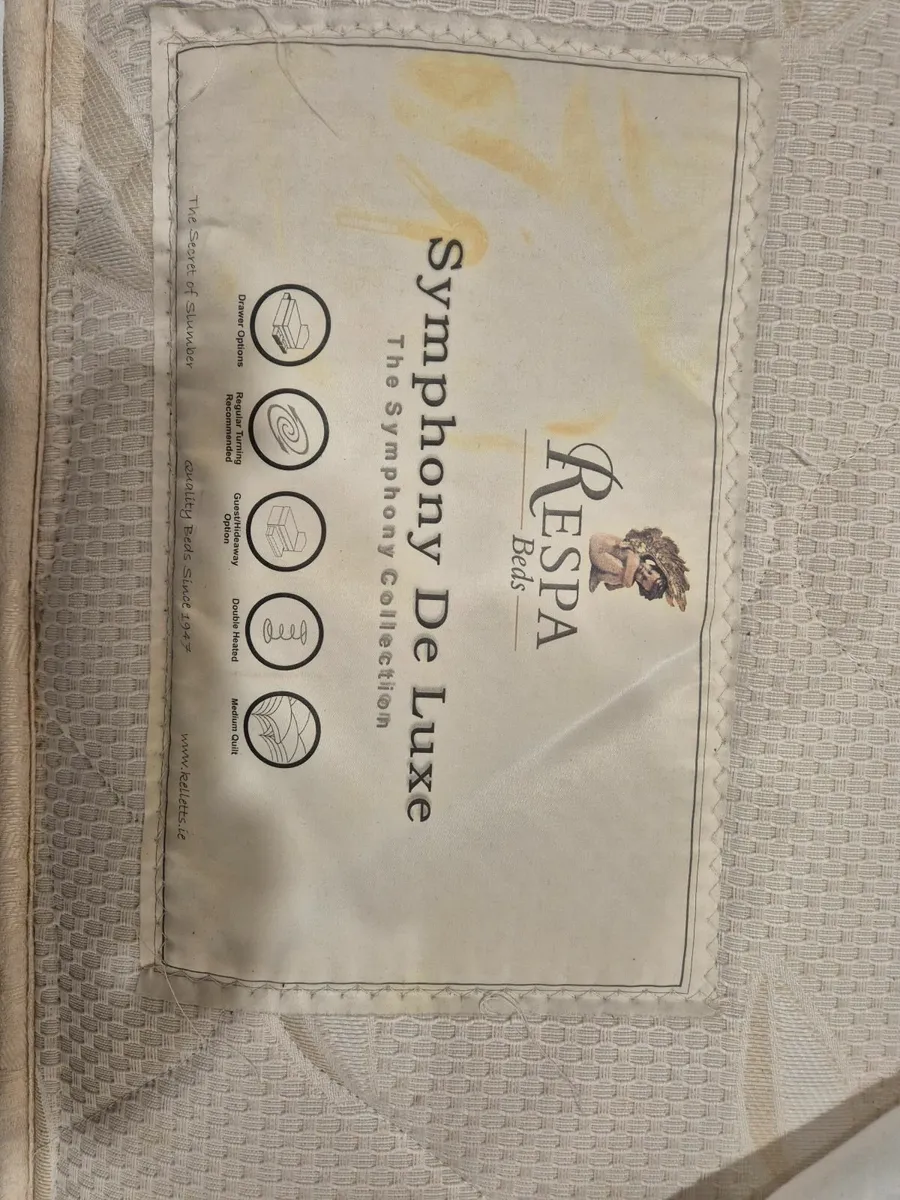 RESPA
Beds
Symphony De Luxe
The Symphony Collection
Drawer Options
Regular Turning
Recommended
Guest/Hideaway
Option
Double Heated
Medium Quilt
The Secret of Slumber
Quality Beds Since 1947
www.kelletts.ie